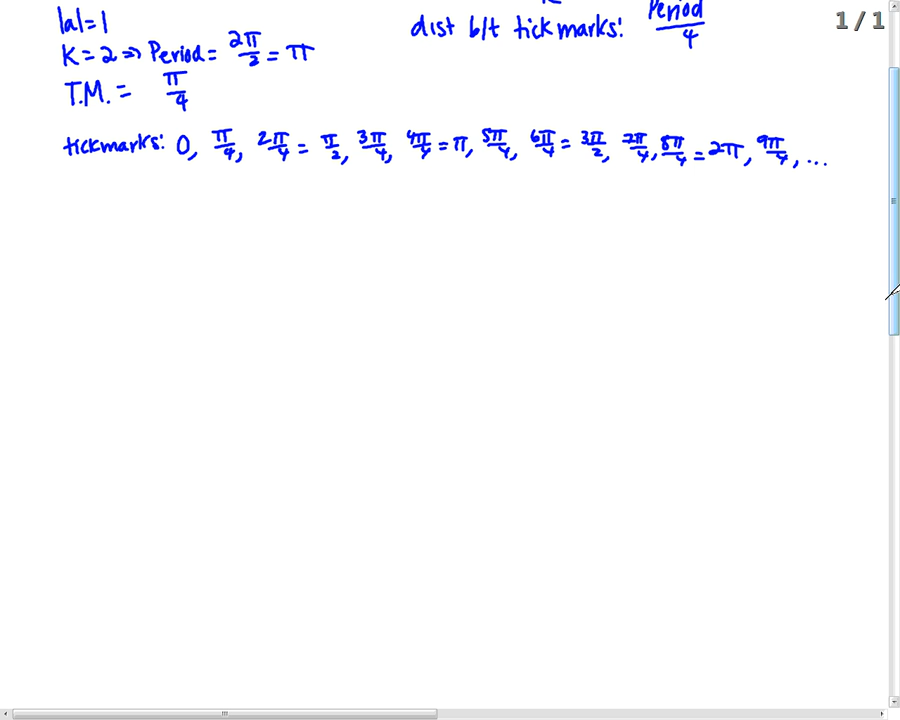 1 / 1
|a|=1
dist b/t tickmarks: Period/4
K=2 ⇒ Period = 2π/2 = π
T.M. = π/4
tickmarks: 0, π/4, 2π/4 = π/2, 3π/4, 4π/4 = π, 5π/4, 6π/4 = 3π/2, 7π/4, 8π/4 = 2π, 9π/4, ...